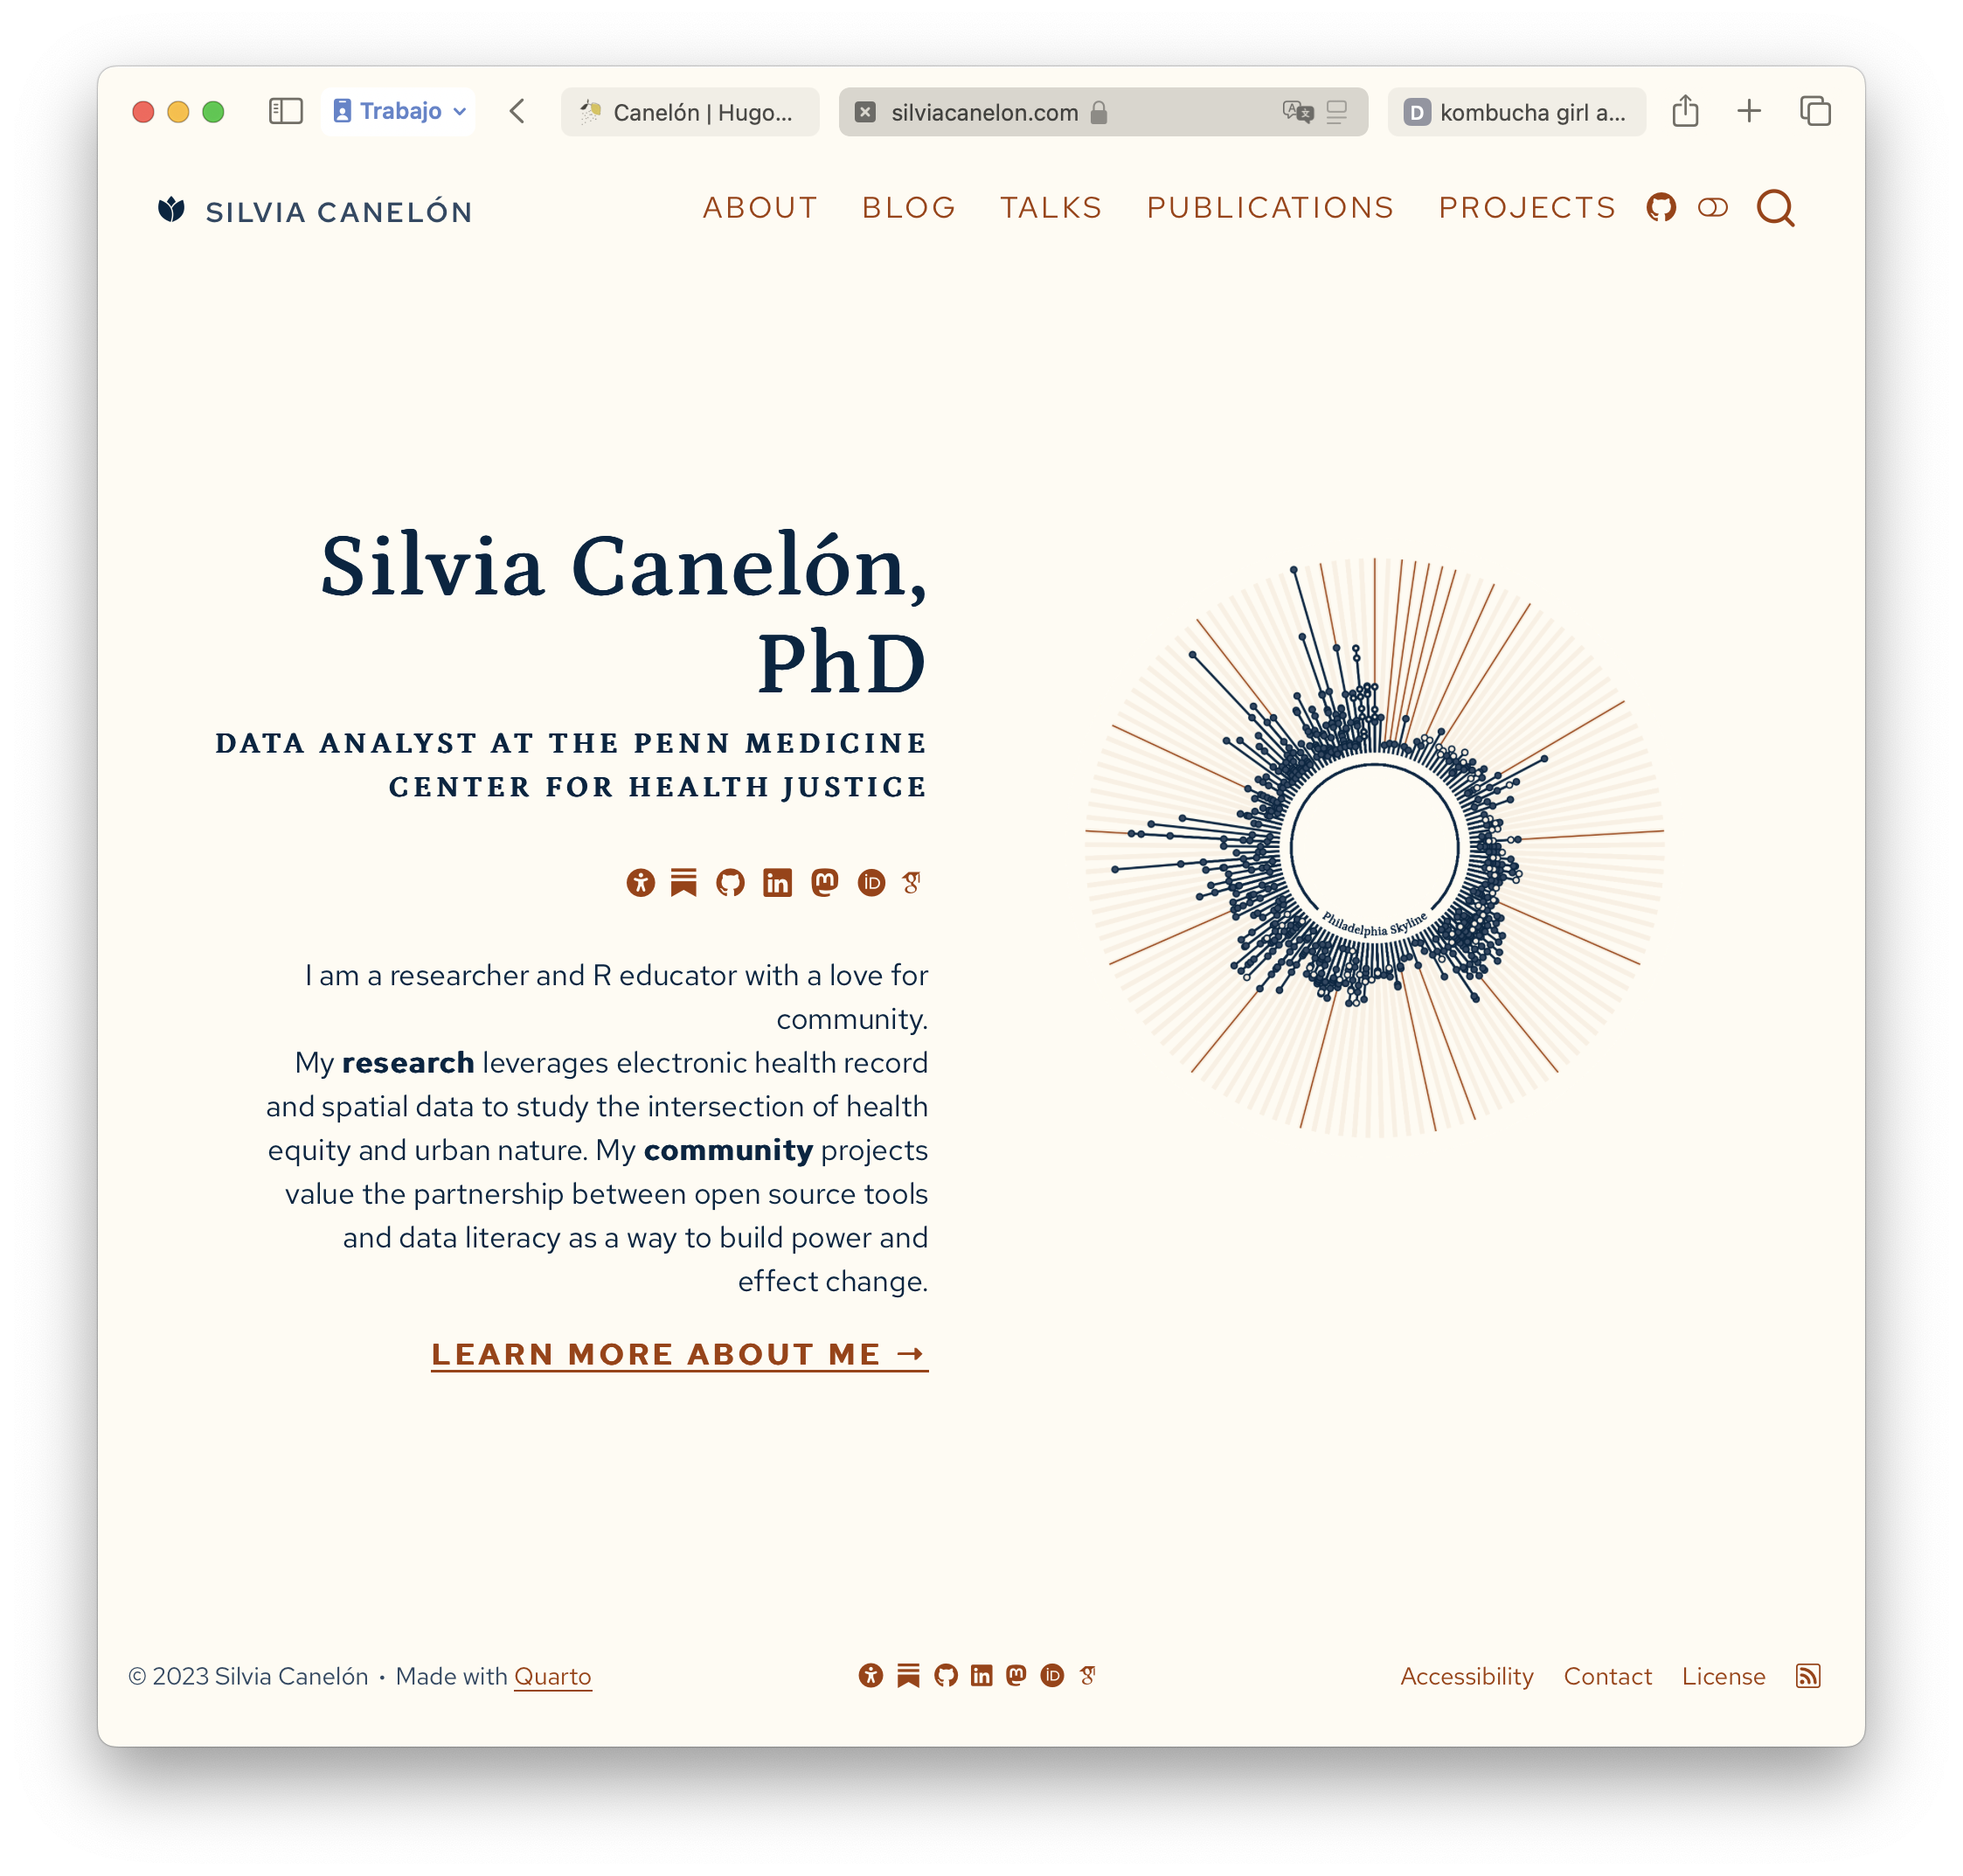 Trabajo
Canelón | Hugo...
silviacanelon.com
D
kombucha girl a...
SILVIA CANELÓN
ABOUT BLOG TALKS PUBLICATIONS PROJECTS
Silvia Canelón,
PhD
DATA ANALYST AT THE PENN MEDICINE
CENTER FOR HEALTH JUSTICE
I am a researcher and R educator with a love for
community.
My research leverages electronic health record
and spatial data to study the intersection of health
equity and urban nature. My community projects
value the partnership between open source tools
and data literacy as a way to build power and
effect change.
LEARN MORE ABOUT ME →
Philadelphia Skyline
© 2023 Silvia Canelón • Made with Quarto
Accessibility Contact License